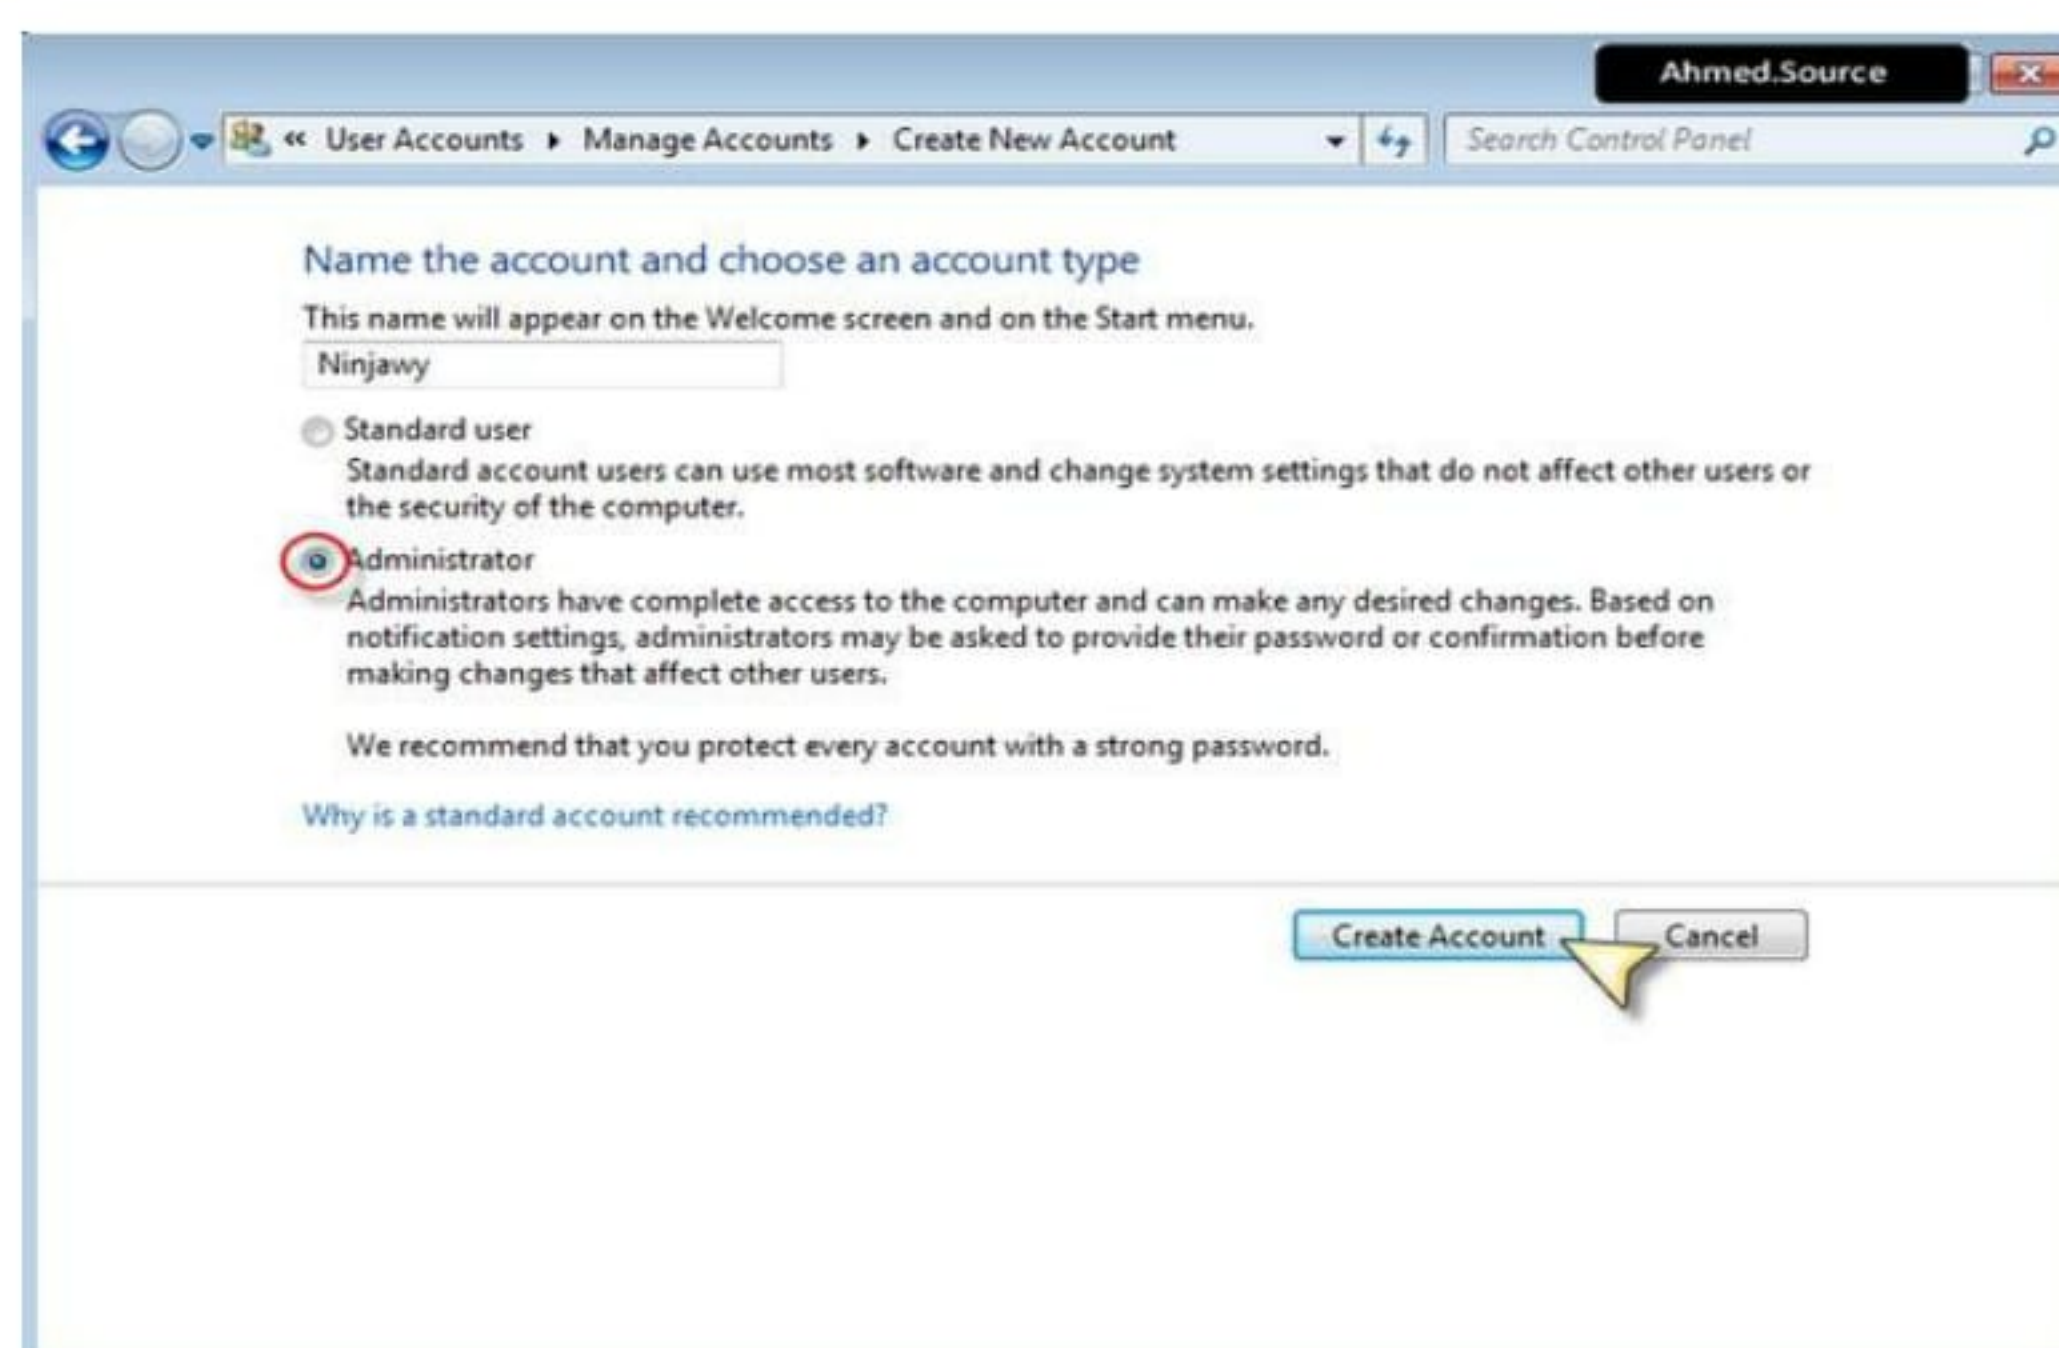 Ahmed.Source
« User Accounts ▸ Manage Accounts ▸ Create New Account
Search Control Panel
Name the account and choose an account type
This name will appear on the Welcome screen and on the Start menu.
Ninjawy
Standard user
Standard account users can use most software and change system settings that do not affect other users or
the security of the computer.
Administrator
Administrators have complete access to the computer and can make any desired changes. Based on
notification settings, administrators may be asked to provide their password or confirmation before
making changes that affect other users.
We recommend that you protect every account with a strong password.
Why is a standard account recommended?
Create Account
Cancel